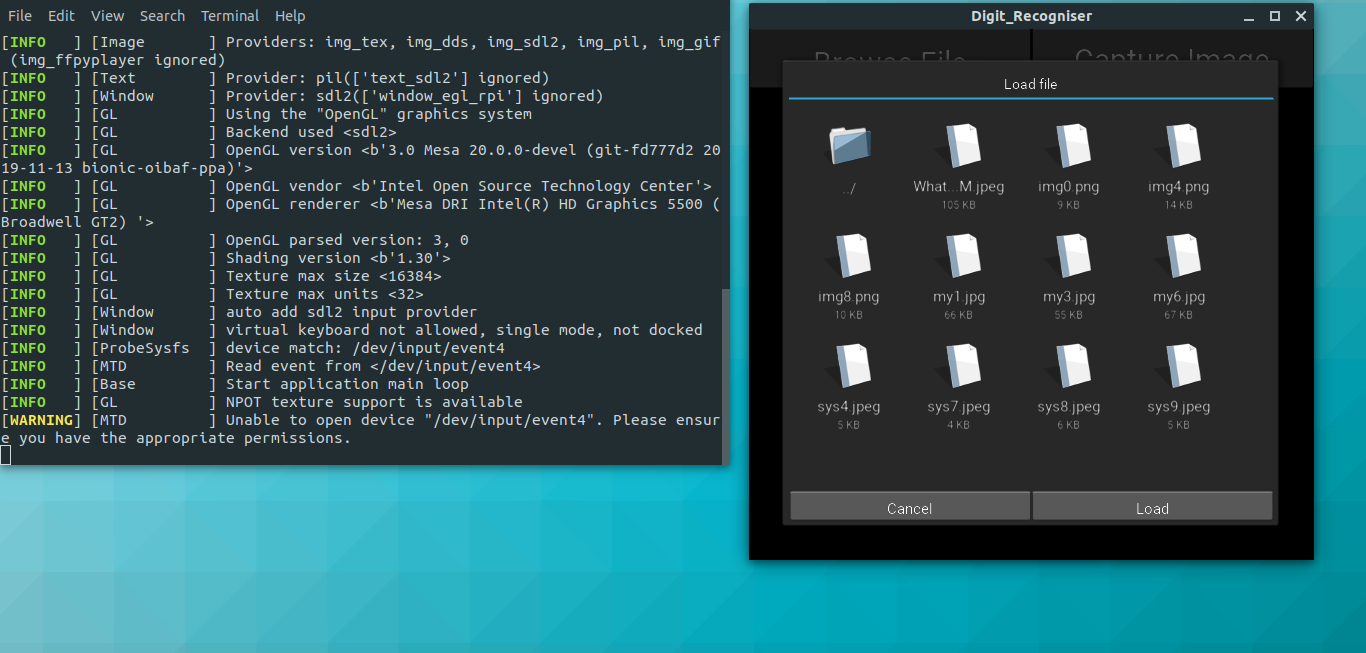 File Edit View Search Terminal Help
[INFO   ] [Image       ] Providers: img_tex, img_dds, img_sdl2, img_pil, img_gif
 (img_ffpyplayer ignored)
[INFO   ] [Text        ] Provider: pil(['text_sdl2'] ignored)
[INFO   ] [Window      ] Provider: sdl2(['window_egl_rpi'] ignored)
[INFO   ] [GL          ] Using the "OpenGL" graphics system
[INFO   ] [GL          ] Backend used <sdl2>
[INFO   ] [GL          ] OpenGL version <b'3.0 Mesa 20.0.0-devel (git-fd777d2 20
19-11-13 bionic-oibaf-ppa)'>
[INFO   ] [GL          ] OpenGL vendor <b'Intel Open Source Technology Center'>
[INFO   ] [GL          ] OpenGL renderer <b'Mesa DRI Intel(R) HD Graphics 5500 (
Broadwell GT2) '>
[INFO   ] [GL          ] OpenGL parsed version: 3, 0
[INFO   ] [GL          ] Shading version <b'1.30'>
[INFO   ] [GL          ] Texture max size <16384>
[INFO   ] [GL          ] Texture max units <32>
[INFO   ] [Window      ] auto add sdl2 input provider
[INFO   ] [Window      ] virtual keyboard not allowed, single mode, not docked
[INFO   ] [ProbeSysfs  ] device match: /dev/input/event4
[INFO   ] [MTD         ] Read event from </dev/input/event4>
[INFO   ] [Base        ] Start application main loop
[INFO   ] [GL          ] NPOT texture support is available
[WARNING] [MTD         ] Unable to open device "/dev/input/event4". Please ensur
e you have the appropriate permissions.
Digit_Recogniser
Browse File Capture Image
Load file
../ What...M.jpeg img0.png img4.png
105 KB 9 KB 14 KB
img8.png my1.jpg my3.jpg my6.jpg
10 KB 66 KB 55 KB 67 KB
sys4.jpeg sys7.jpeg sys8.jpeg sys9.jpeg
5 KB 4 KB 6 KB 5 KB
Cancel Load